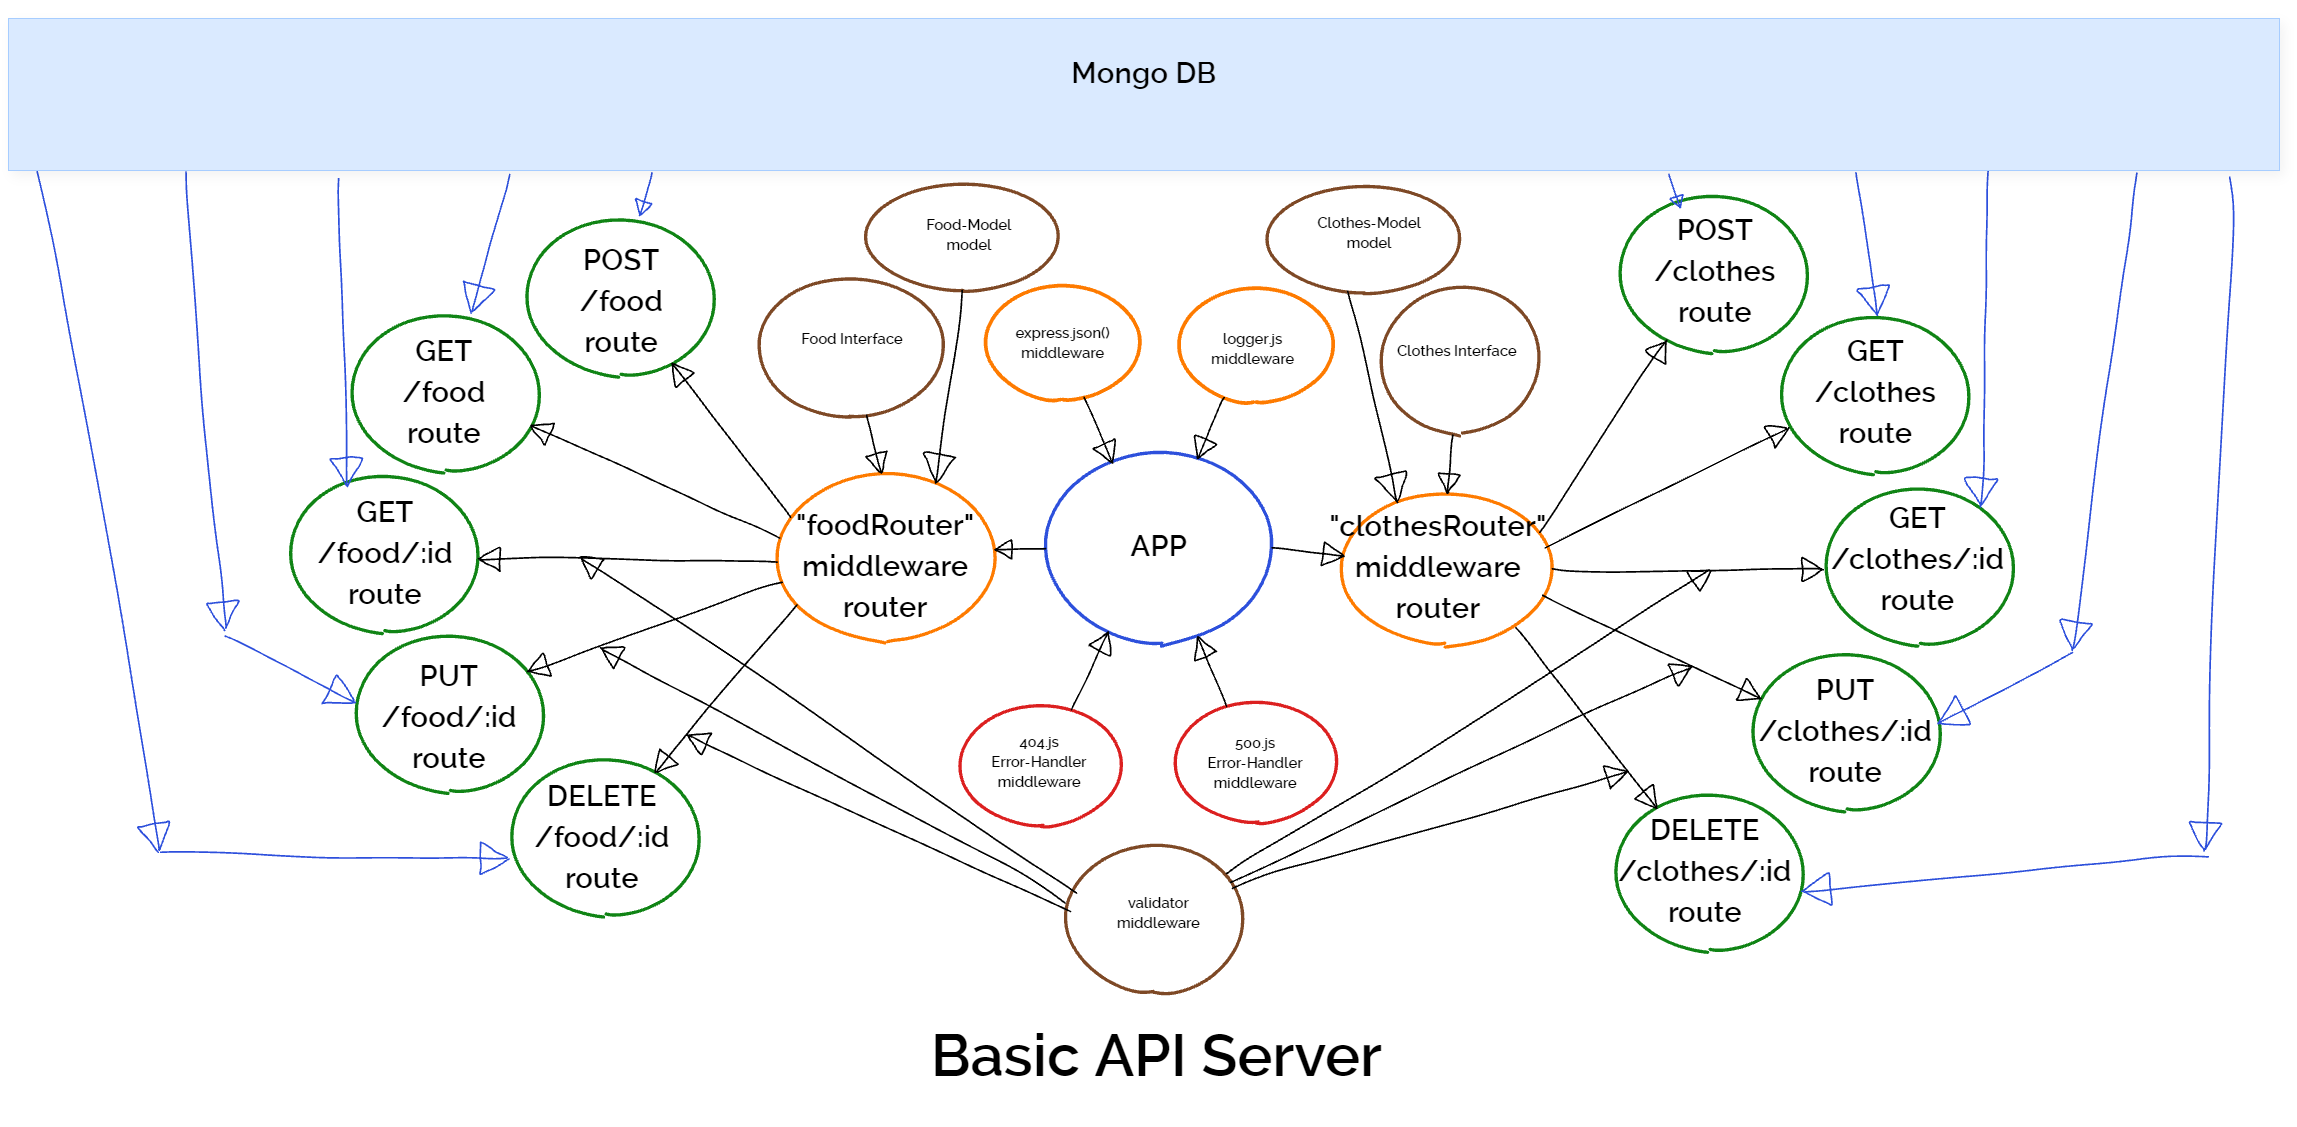 Mongo DB
POST
/food
route
GET
/food
route
GET
/food/:id
route
PUT
/food/:id
route
DELETE
/food/:id
route
Food-Model
model
Food Interface
express.json()
middleware
logger.js
middleware
Clothes-Model
model
Clothes Interface
"foodRouter"
middleware
router
APP
"clothesRouter"
middleware
router
404.js
Error-Handler
middleware
500.js
Error-Handler
middleware
validator
middleware
POST
/clothes
route
GET
/clothes
route
GET
/clothes/:id
route
PUT
/clothes/:id
route
DELETE
/clothes/:id
route
Basic API Server